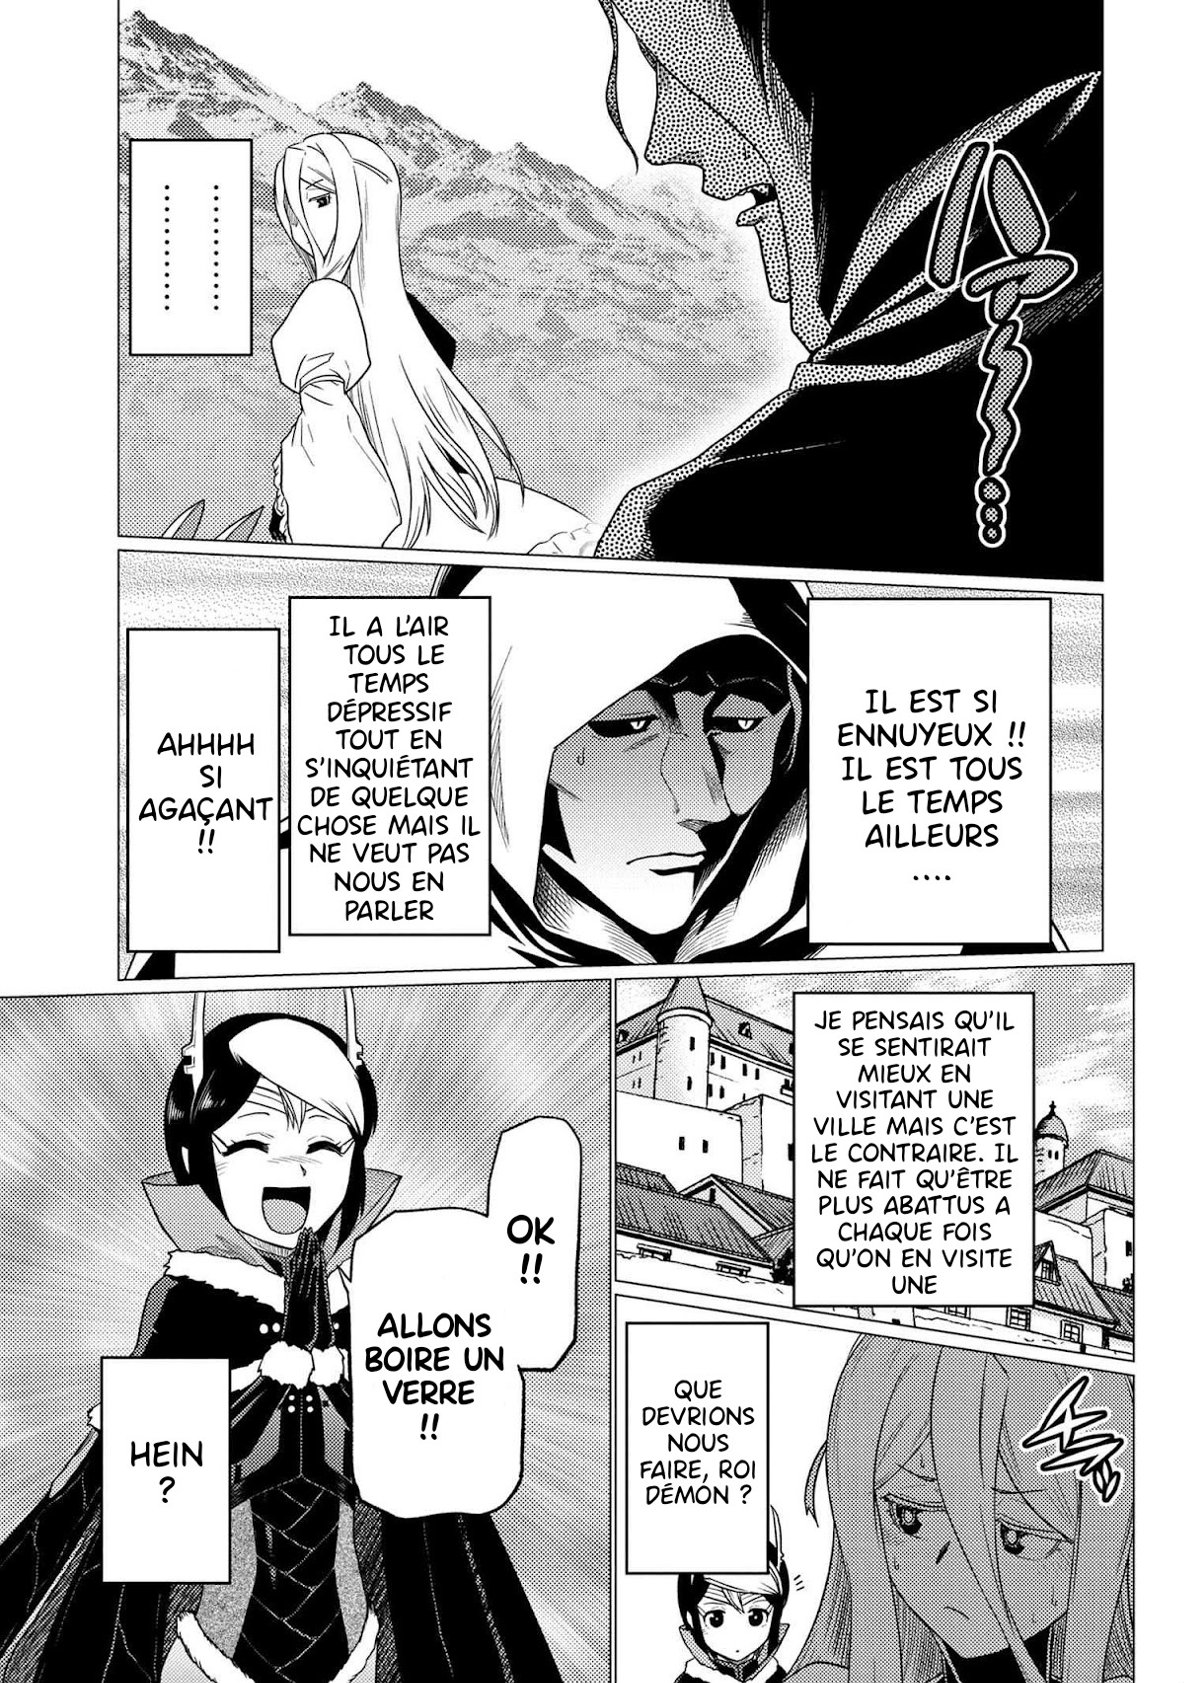 ハァ〜…
………
………
IL EST SI
ENNUYEUX !!
IL EST TOUS
LE TEMPS
AILLEURS
....
IL A L'AIR
TOUS LE
TEMPS
DÉPRESSIF
TOUT EN
S'INQUIÉTANT
DE QUELQUE
CHOSE MAIS IL
NE VEUT PAS
NOUS EN
PARLER
AHHHH
SI
AGAÇANT
!!
JE PENSAIS QU'IL
SE SENTIRAIT
MIEUX EN
VISITANT UNE
VILLE MAIS C'EST
LE CONTRAIRE. IL
NE FAIT QU'ÊTRE
PLUS ABATTUS A
CHAQUE FOIS
QU'ON EN VISITE
UNE
QUE
DEVRIONS
NOUS
FAIRE, ROI
DÉMON ?
OK
!!
ALLONS
BOIRE UN
VERRE
!!
HEIN
?